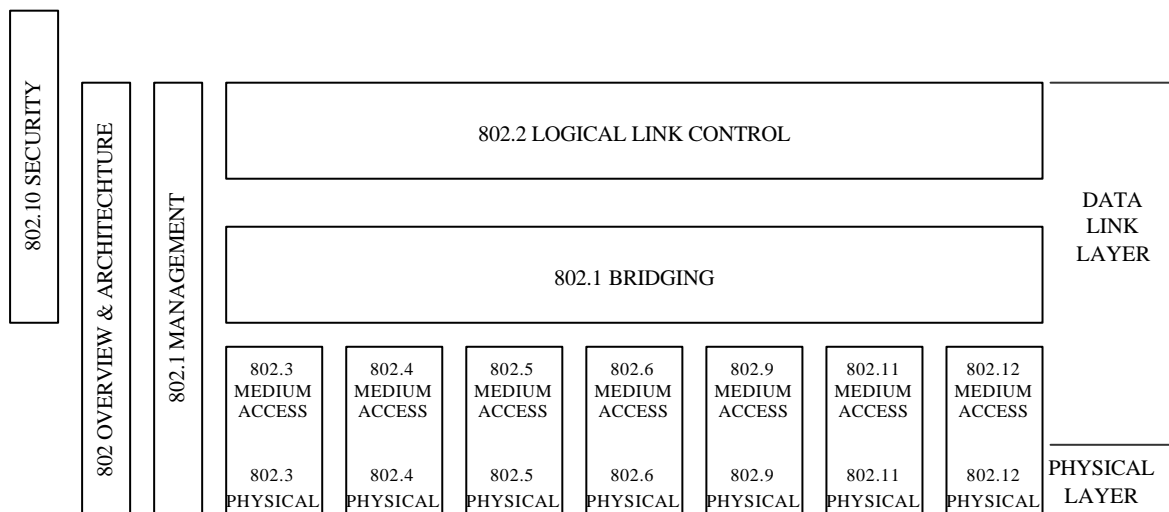 802.10 SECURITY
802 OVERVIEW & ARCHITECHTURE
802.1 MANAGEMENT
802.2 LOGICAL LINK CONTROL
802.1 BRIDGING
802.3
MEDIUM
ACCESS
802.3
PHYSICAL
802.4
MEDIUM
ACCESS
802.4
PHYSICAL
802.5
MEDIUM
ACCESS
802.5
PHYSICAL
802.6
MEDIUM
ACCESS
802.6
PHYSICAL
802.9
MEDIUM
ACCESS
802.9
PHYSICAL
802.11
MEDIUM
ACCESS
802.11
PHYSICAL
802.12
MEDIUM
ACCESS
802.12
PHYSICAL
DATA
LINK
LAYER
PHYSICAL
LAYER